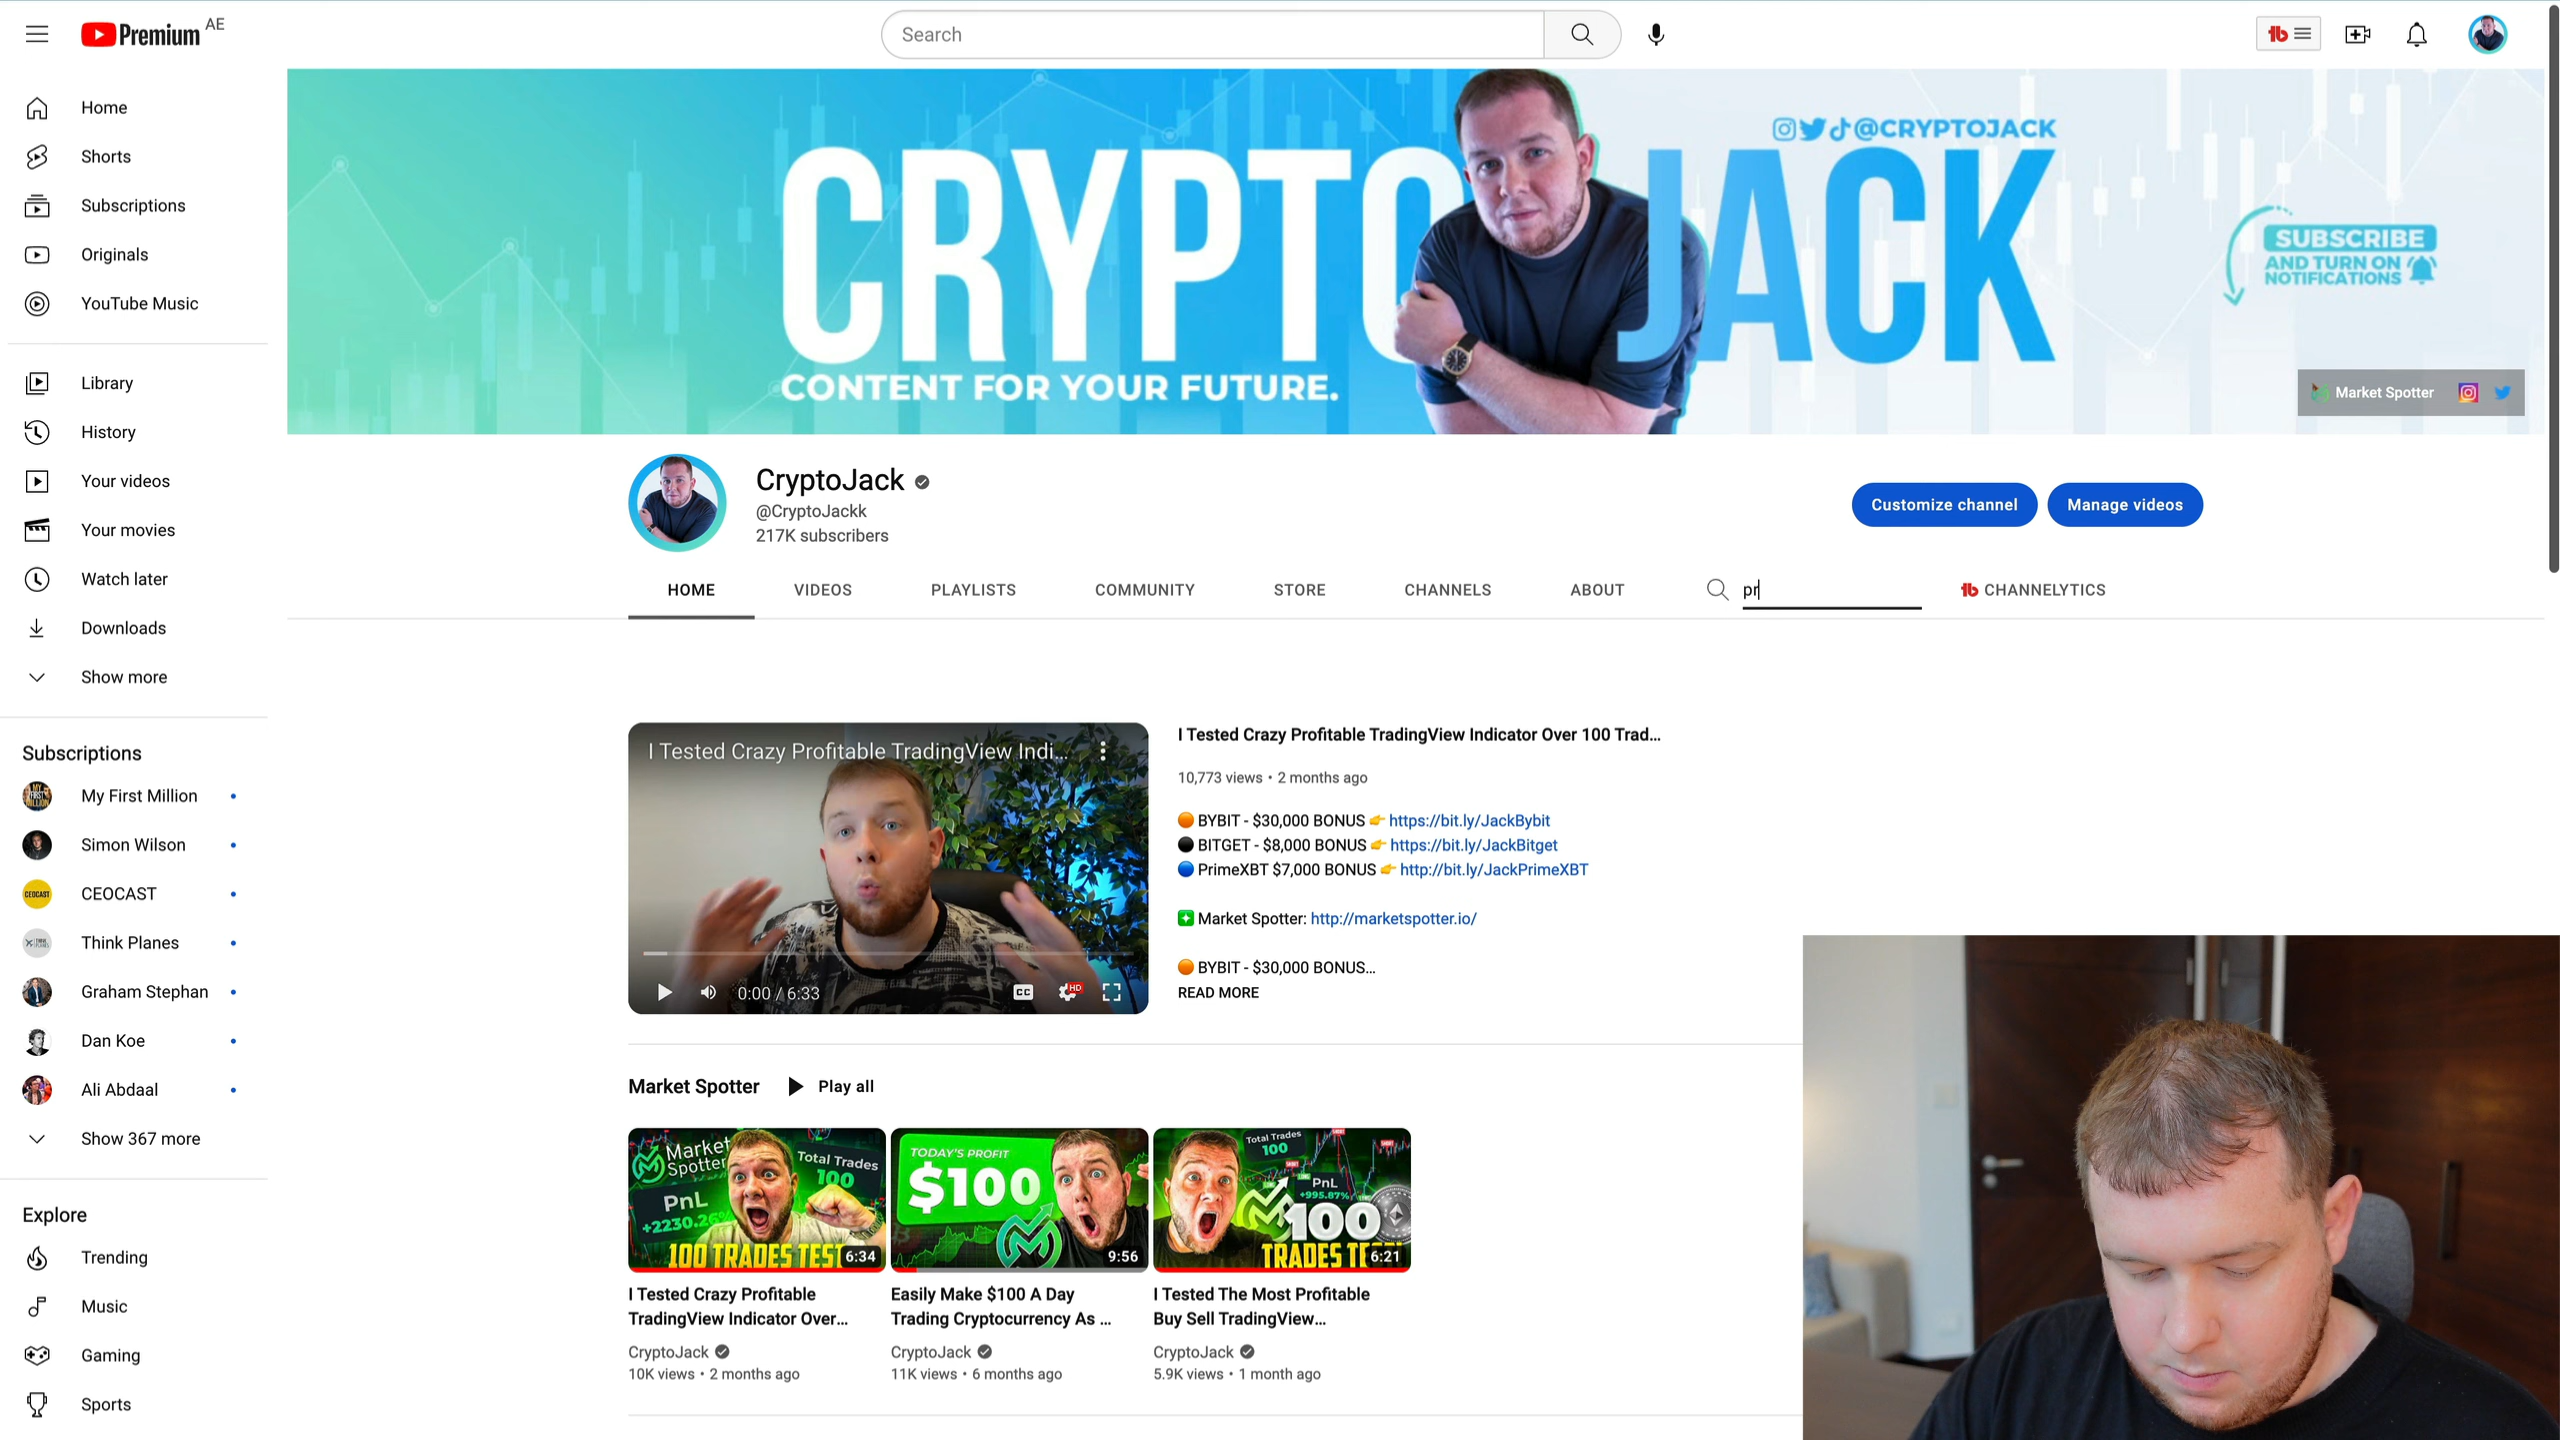 Premium AE
Search
Home
Shorts
Subscriptions
Originals
YouTube Music
Library
History
Your videos
Your movies
Watch later
Downloads
Show more
Subscriptions
My First Million
Simon Wilson
CEOCAST
Think Planes
Graham Stephan
Dan Koe
Ali Abdaal
Show 367 more
Explore
Trending
Music
Gaming
Sports
@CRYPTOJACK
CRYPTO JACK
CONTENT FOR YOUR FUTURE.
SUBSCRIBE
AND TURN ON
NOTIFICATIONS
Market Spotter
CryptoJack
@CryptoJackk
217K subscribers
Customize channel
Manage videos
HOME
VIDEOS
PLAYLISTS
COMMUNITY
STORE
CHANNELS
ABOUT
pr
CHANNELYTICS
I Tested Crazy Profitable TradingView Indi...
0:00 / 6:33
CC
HD
I Tested Crazy Profitable TradingView Indicator Over 100 Trad...
10,773 views • 2 months ago
BYBIT - $30,000 BONUS 👉 https://bit.ly/JackBybit
BITGET - $8,000 BONUS 👉 https://bit.ly/JackBitget
PrimeXBT $7,000 BONUS 👉 http://bit.ly/JackPrimeXBT
Market Spotter: http://marketspotter.io/
BYBIT - $30,000 BONUS...
READ MORE
Market Spotter
Play all
Market
Spotter
Total Trades
100
PnL
100 TRADES TEST
6:34
TODAY'S PROFIT
$100
9:56
Total Trades
100
PnL
+995.87%
100
TRADES TE
6:21
I Tested Crazy Profitable
TradingView Indicator Over...
CryptoJack
10K views • 2 months ago
Easily Make $100 A Day
Trading Cryptocurrency As ...
CryptoJack
11K views • 6 months ago
I Tested The Most Profitable
Buy Sell TradingView...
CryptoJack
5.9K views • 1 month ago